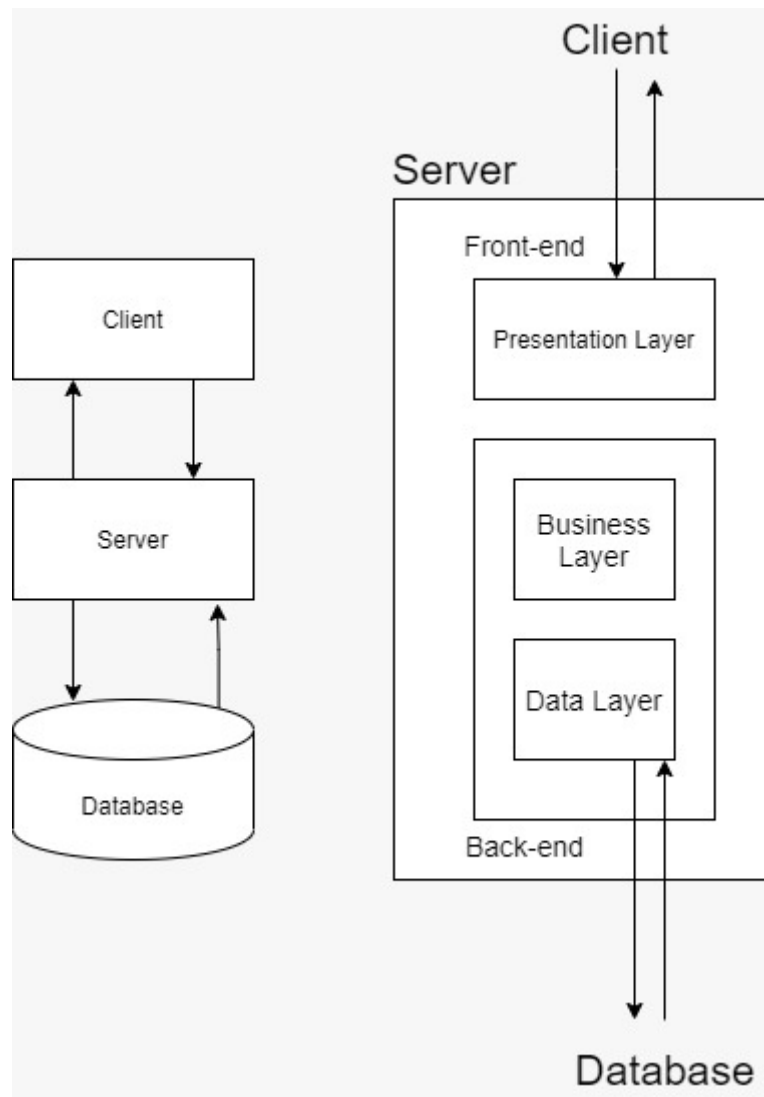 Client
Server
Database
Client
Server
Front-end
Presentation Layer
Business
Layer
Data Layer
Back-end
Database